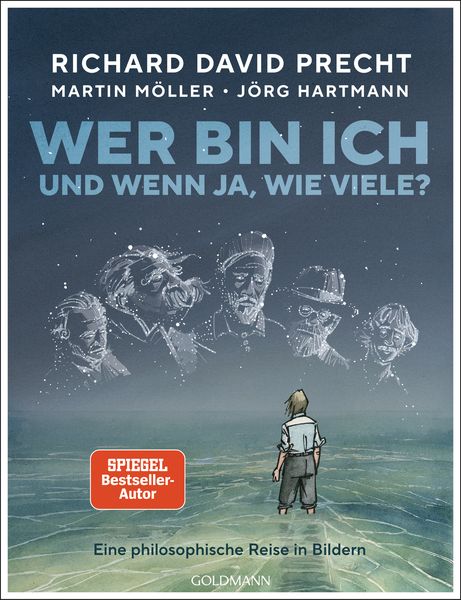 RICHARD DAVID PRECHT
MARTIN MÖLLER • JÖRG HARTMANN
WER BIN ICH
UND WENN JA, WIE VIELE?
SPIEGEL
Bestseller-
Autor
Eine philosophische Reise in Bildern
GOLDMANN